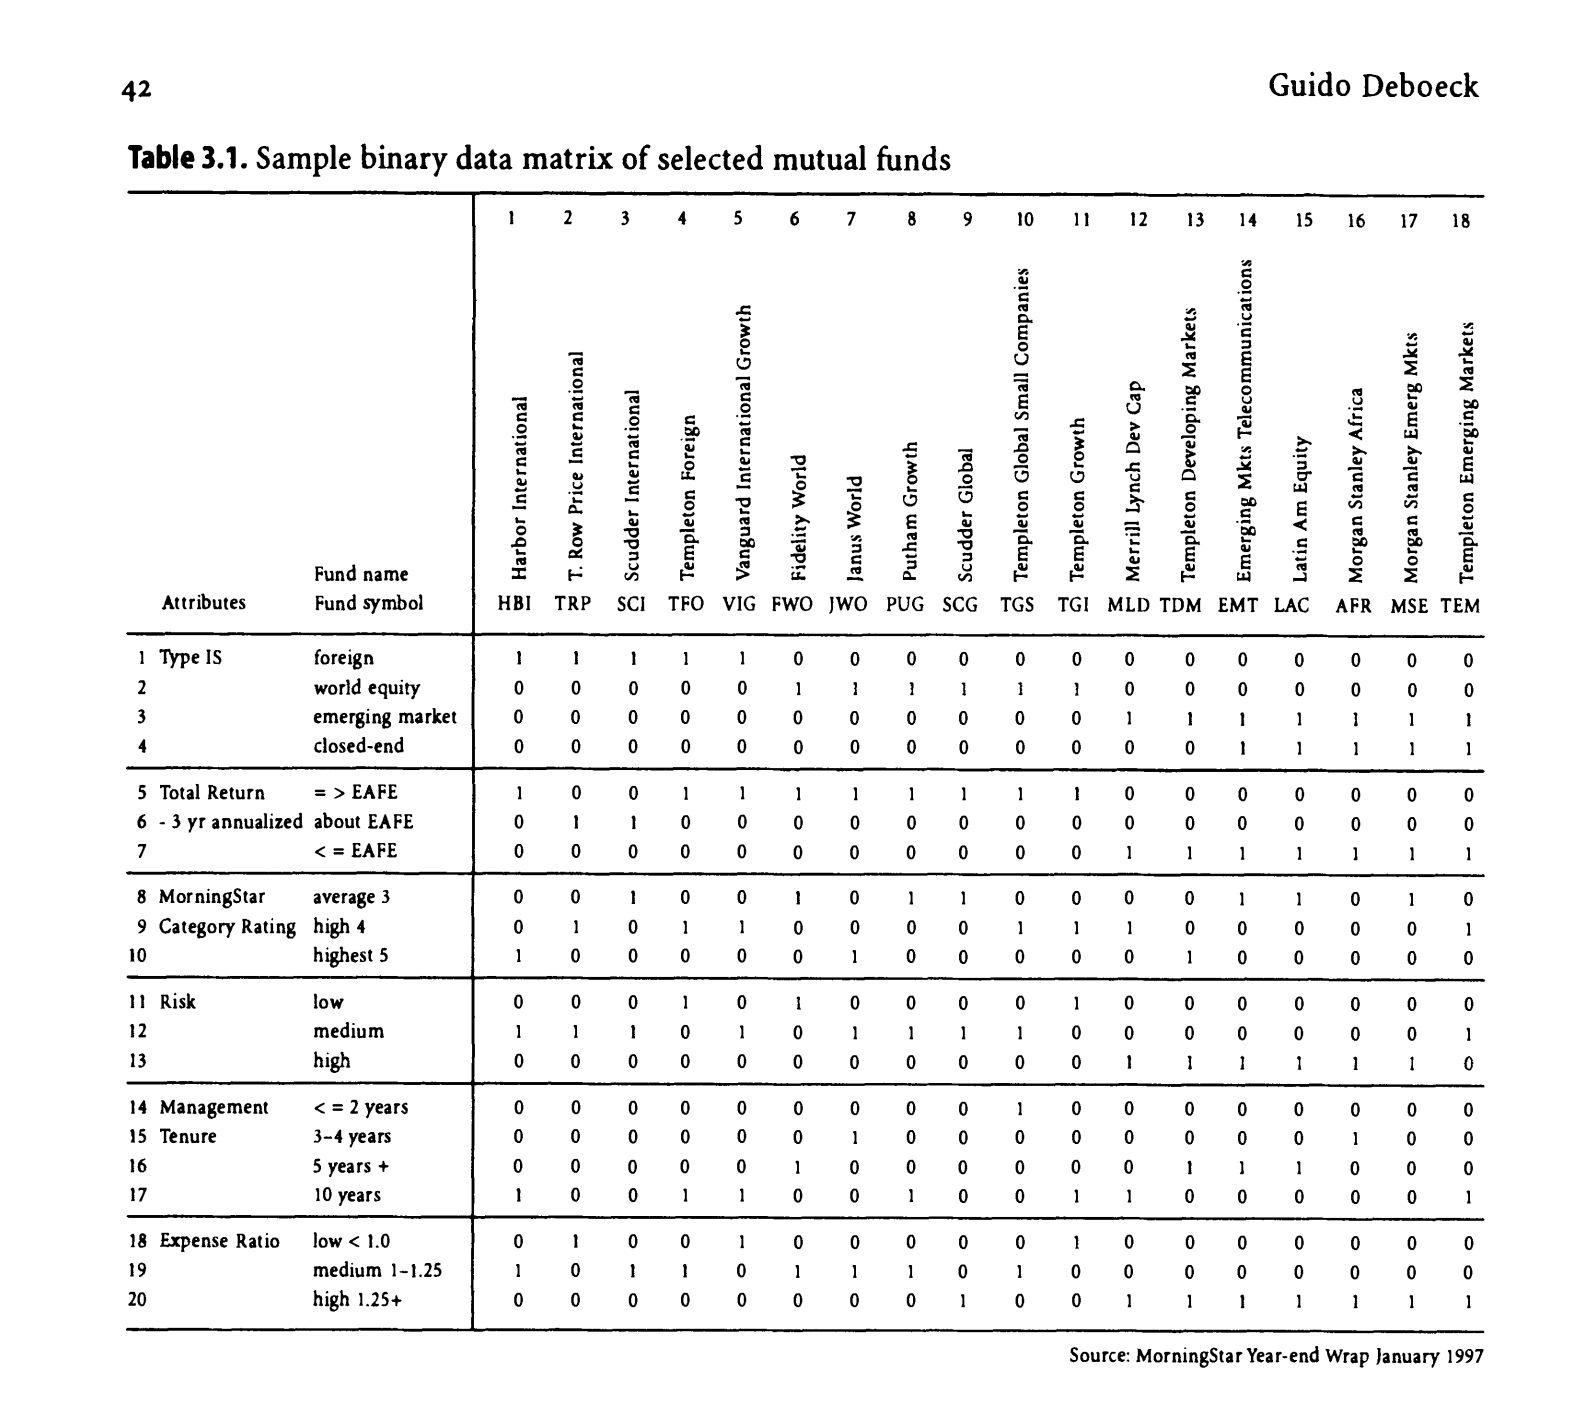 42 Guido Deboeck
Table 3.1. Sample binary data matrix of selected mutual funds
1 2 3 4 5 6 7 8 9 10 11 12 13 14 15 16 17 18
Harbor International
T. Row Price International
Scudder International
Templeton Foreign
Vanguard International Growth
Fidelity World
Janus World
Putham Growth
Scudder Global
Templeton Global Small Companies
Templeton Growth
Merrill Lynch Dev Cap
Templeton Developing Markets
Emerging Mkts Telecommunications
Latin Am Equity
Morgan Stanley Africa
Morgan Stanley Emerg Mkts
Templeton Emerging Markets
Fund name
Attributes Fund symbol HBI TRP SCI TFO VIG FWO JWO PUG SCG TGS TGI MLD TDM EMT LAC AFR MSE TEM
1 Type IS foreign 1 1 1 1 1 0 0 0 0 0 0 0 0 0 0 0 0 0
2 world equity 0 0 0 0 0 1 1 1 1 1 1 0 0 0 0 0 0 0
3 emerging market 0 0 0 0 0 0 0 0 0 0 0 1 1 1 1 1 1 1
4 closed-end 0 0 0 0 0 0 0 0 0 0 0 0 0 1 1 1 1 1
5 Total Return = > EAFE 1 0 0 1 1 1 1 1 1 1 1 0 0 0 0 0 0 0
6 - 3 yr annualized about EAFE 0 1 1 0 0 0 0 0 0 0 0 0 0 0 0 0 0 0
7 < = EAFE 0 0 0 0 0 0 0 0 0 0 0 1 1 1 1 1 1 1
8 MorningStar average 3 0 0 1 0 0 1 0 1 1 0 0 0 0 1 1 0 1 0
9 Category Rating high 4 0 1 0 1 1 0 0 0 0 1 1 1 0 0 0 0 0 1
10 highest 5 1 0 0 0 0 0 1 0 0 0 0 0 1 0 0 0 0 0
11 Risk low 0 0 0 1 0 1 0 0 0 0 1 0 0 0 0 0 0 0
12 medium 1 1 1 0 1 0 1 1 1 1 0 0 0 0 0 0 0 1
13 high 0 0 0 0 0 0 0 0 0 0 0 1 1 1 1 1 1 0
14 Management < = 2 years 0 0 0 0 0 0 0 0 0 1 0 0 0 0 0 0 0 0
15 Tenure 3-4 years 0 0 0 0 0 0 1 0 0 0 0 0 0 0 0 1 0 0
16 5 years + 0 0 0 0 0 1 0 0 0 0 0 0 1 1 1 0 0 0
17 10 years 1 0 0 1 1 0 0 1 0 0 1 1 0 0 0 0 0 1
18 Expense Ratio low < 1.0 0 1 0 0 1 0 0 0 0 0 1 0 0 0 0 0 0 0
19 medium 1-1.25 1 0 1 1 0 1 1 1 0 1 0 0 0 0 0 0 0 0
20 high 1.25+ 0 0 0 0 0 0 0 0 1 0 0 1 1 1 1 1 1 1
Source: MorningStar Year-end Wrap January 1997